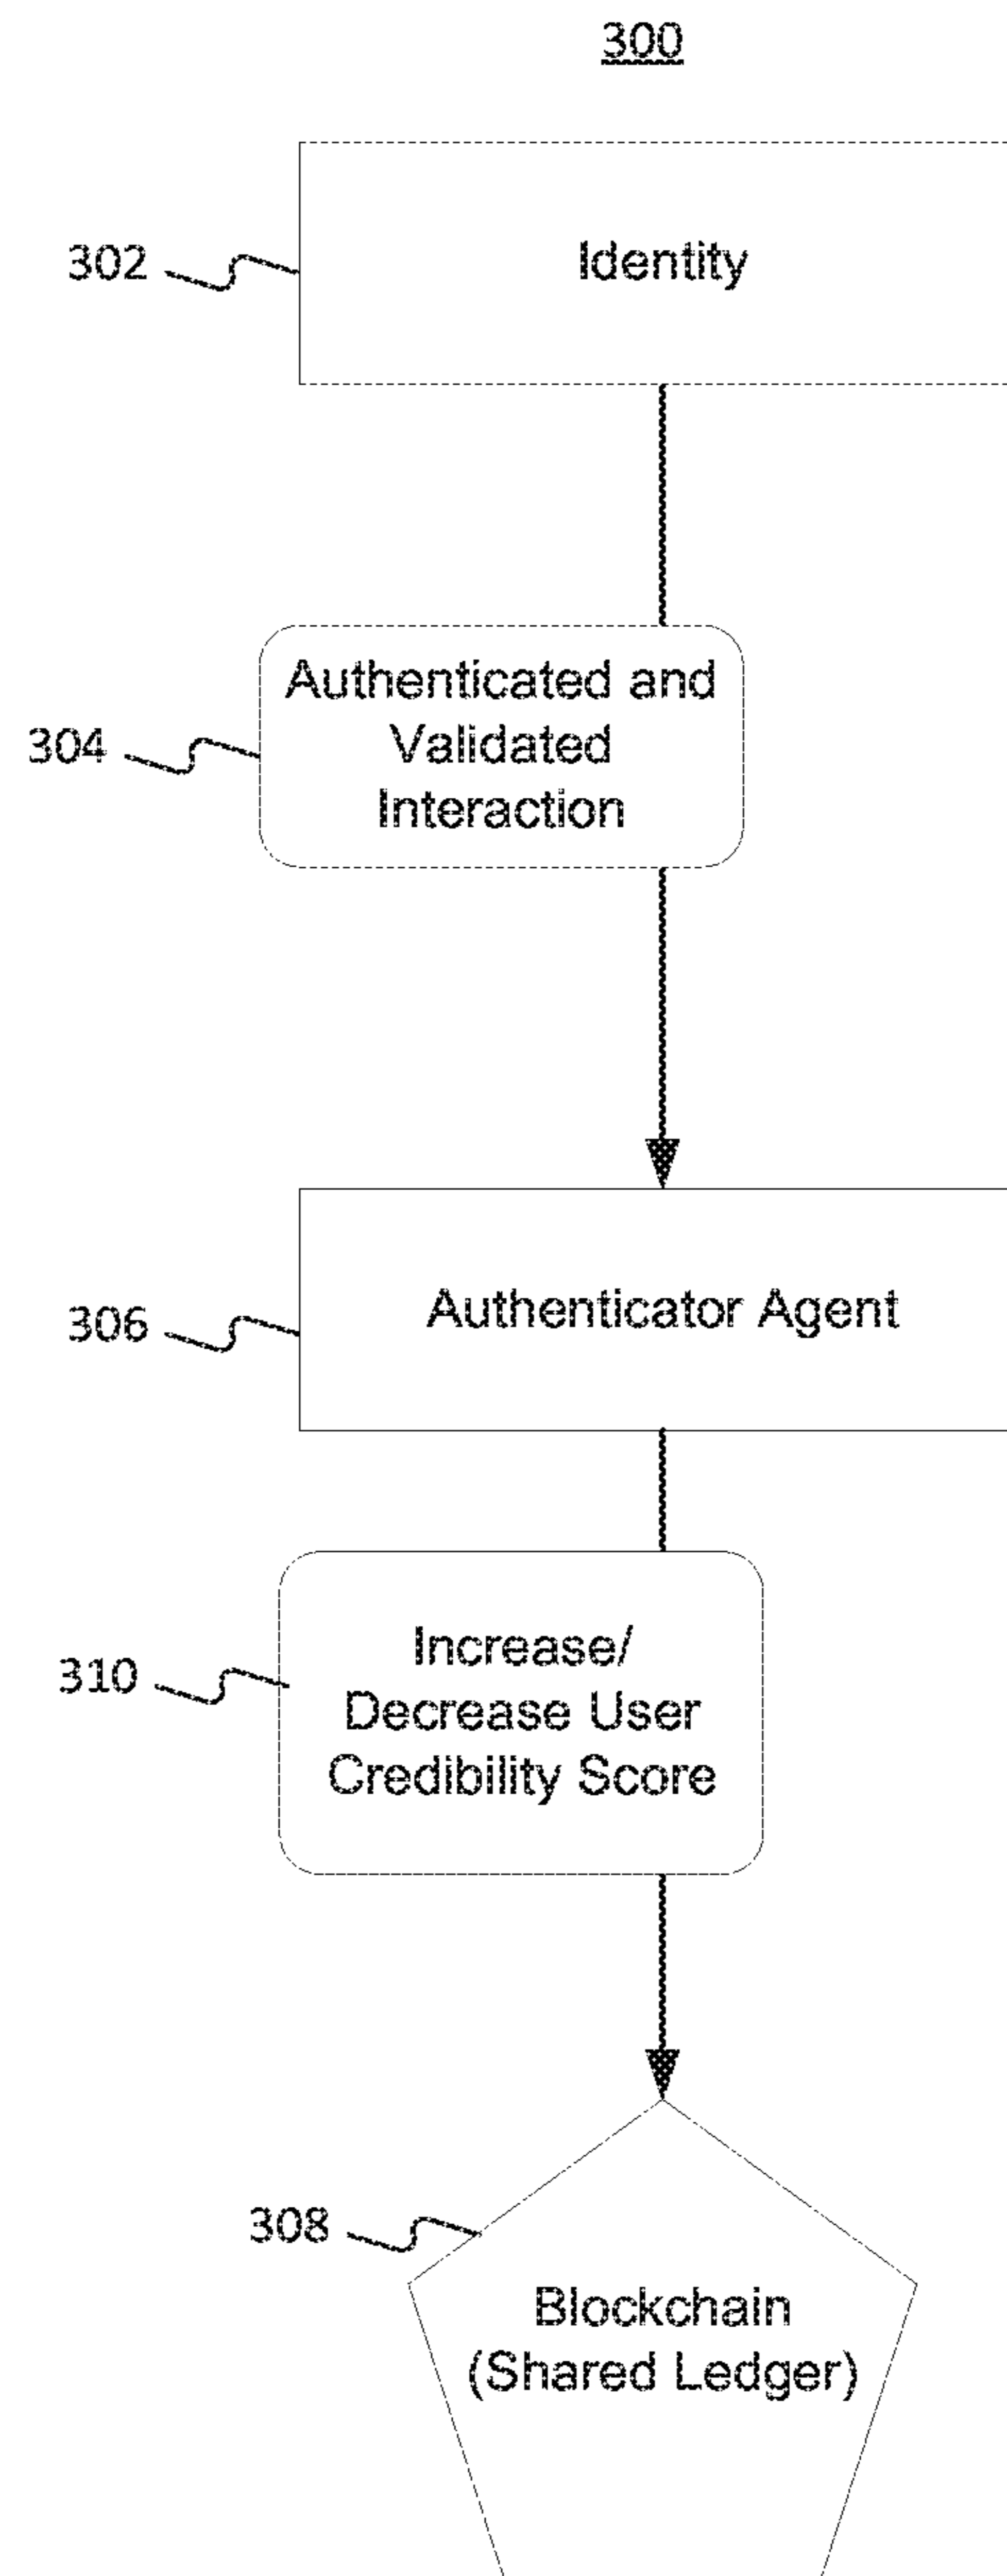 300
302
Identity
304
Authenticated and
Validated
Interaction
306
Authenticator Agent
310
Increase/
Decrease User
Credibility Score
308
Blockchain
(Shared Ledger)